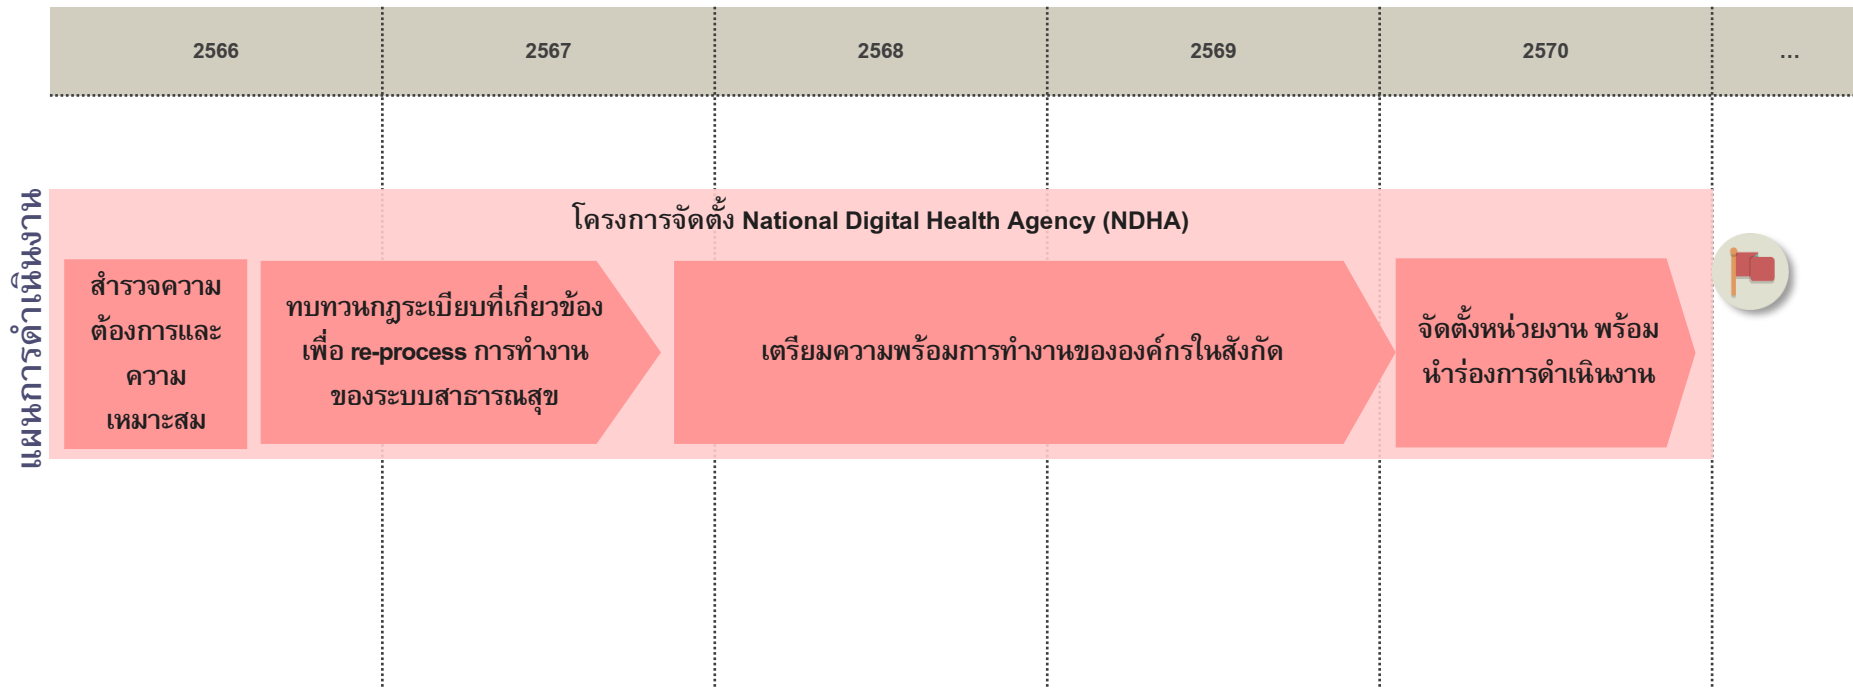 2566 2567 2568 2569 2570 ...
แผนการดำเนินงาน
โครงการจัดตั้ง National Digital Health Agency (NDHA)
สำรวจความ
ต้องการและ
ความ
เหมาะสม
ทบทวนกฎระเบียบที่เกี่ยวข้อง
เพื่อ re-process การทำงาน
ของระบบสาธารณสุข
เตรียมความพร้อมการทำงานขององค์กรในสังกัด
จัดตั้งหน่วยงาน พร้อม
นำร่องการดำเนินงาน